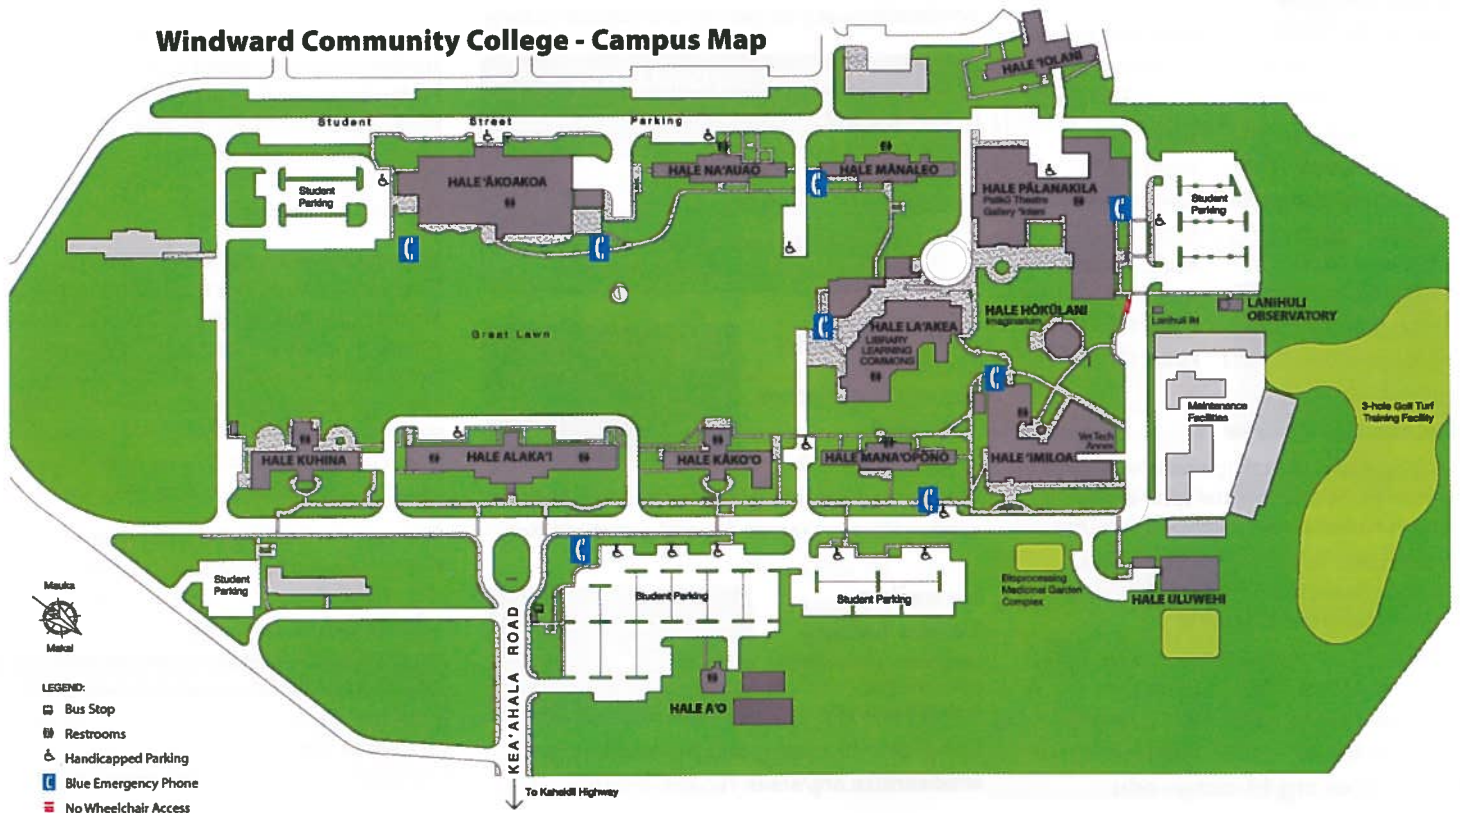 Windward Community College - Campus Map
HALE 'IOLANI
Student Street Parking
HALE 'ĀKOAKOA
HALE NA'AUAO
HALE MĀNALEO
HALE PĀLANAKILA
Palikū Theatre
Gallery 'Iolani
Student
Parking
Student
Parking
Great Lawn
HALE LA'AKEA
LIBRARY
LEARNING
COMMONS
HALE HŌKŪLANI
Imaginarium
LANIHULI
OBSERVATORY
Lanihuli
Maintenance
Facilities
3-hole Golf Turf
Training Facility
Vet Tech
Annex
HALE KUHINA
HALE ALAKA'I
HALE KĀKO'O
HALE MANA'OPONO
HALE 'IMILOA
Student
Parking
Student Parking
Student Parking
Bioprocessing
Medicinal Garden
Complex
HALE ULUWEHI
HALE A'O
KEA'AHALA ROAD
To Kahekili Highway
Mauka
Makai
LEGEND:
Bus Stop
Restrooms
Handicapped Parking
Blue Emergency Phone
No Wheelchair Access